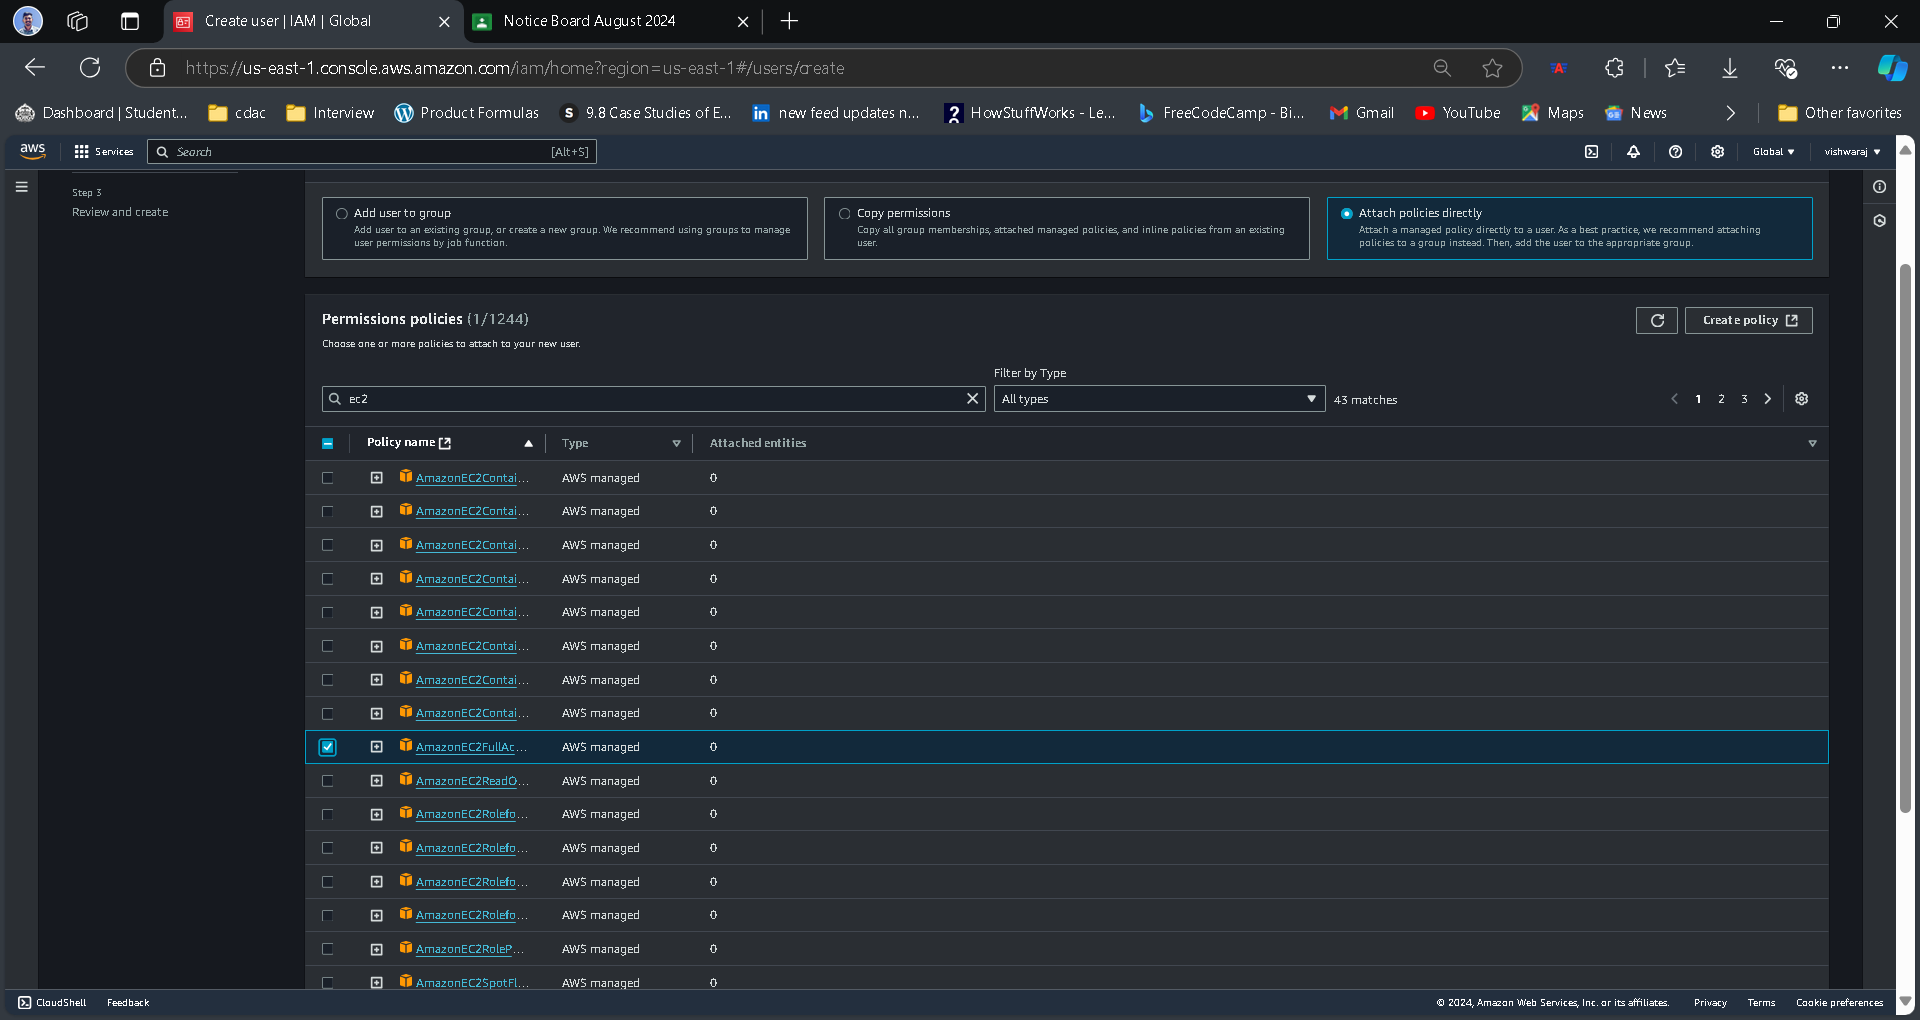 Create user | IAM | Global
Notice Board August 2024
https://us-east-1.console.aws.amazon.com/iam/home?region=us-east-1#/users/create
Dashboard | Student...
cdac
Interview
Product Formulas
9.8 Case Studies of E...
new feed updates n...
HowStuffWorks - Le...
FreeCodeCamp - Bi...
Gmail
YouTube
Maps
News
Other favorites
aws
Services
Search
[Alt+S]
Global
vishwaraj
Step 3
Review and create
Add user to group
Add user to an existing group, or create a new group. We recommend using groups to manage
user permissions by job function.
Copy permissions
Copy all group memberships, attached managed policies, and inline policies from an existing
user.
Attach policies directly
Attach a managed policy directly to a user. As a best practice, we recommend attaching
policies to a group instead. Then, add the user to the appropriate group.
Permissions policies (1/1244)
Choose one or more policies to attach to your new user.
Create policy
Filter by Type
ec2
All types
43 matches
1 2 3
Policy name Type Attached entities
AmazonEC2Contai... AWS managed 0
AmazonEC2Contai... AWS managed 0
AmazonEC2Contai... AWS managed 0
AmazonEC2Contai... AWS managed 0
AmazonEC2Contai... AWS managed 0
AmazonEC2Contai... AWS managed 0
AmazonEC2Contai... AWS managed 0
AmazonEC2Contai... AWS managed 0
AmazonEC2FullAc... AWS managed 0
AmazonEC2ReadO... AWS managed 0
AmazonEC2Rolefo... AWS managed 0
AmazonEC2Rolefo... AWS managed 0
AmazonEC2Rolefo... AWS managed 0
AmazonEC2Rolefo... AWS managed 0
AmazonEC2RoleP... AWS managed 0
AmazonEC2SpotFl... AWS managed 0
CloudShell
Feedback
© 2024, Amazon Web Services, Inc. or its affiliates.
Privacy
Terms
Cookie preferences